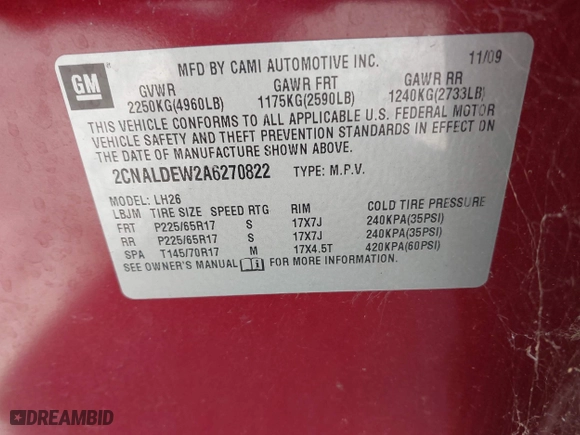 GM
MFD BY CAMI AUTOMOTIVE INC. 11/09
GVWR GAWR FRT GAWR RR
2250KG(4960LB) 1175KG(2590LB) 1240KG(2733LB)
THIS VEHICLE CONFORMS TO ALL APPLICABLE U.S. FEDERAL MOTOR
VEHICLE SAFETY AND THEFT PREVENTION STANDARDS IN EFFECT ON
THE DATE OF MANUFACTURE SHOWN ABOVE.
2CNALDEW2A6270822 TYPE: M.P.V.
MODEL: LH26
LBJM TIRE SIZE SPEED RTG RIM COLD TIRE PRESSURE
FRT P225/65R17 S 17X7J 240KPA(35PSI)
RR P225/65R17 S 17X7J 240KPA(35PSI)
SPA T145/70R17 M 17X4.5T 420KPA(60PSI)
SEE OWNER'S MANUAL FOR MORE INFORMATION.
DREAMBID